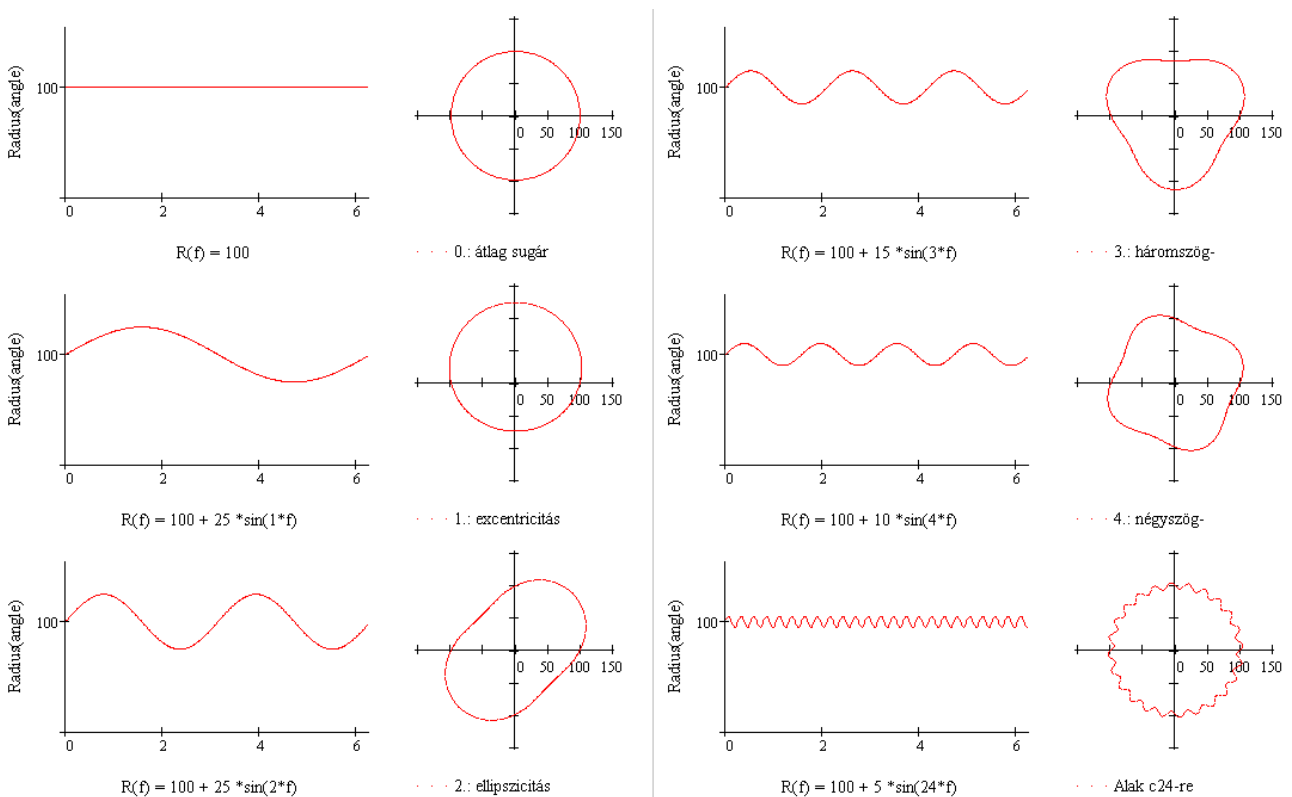 Radius(angle)
100
0 2 4 6
R(f) = 100
0 50 100 150
0.: átlag sugár
Radius(angle)
100
0 2 4 6
R(f) = 100 + 25 *sin(1*f)
0 50 100 150
1.: excentricitás
Radius(angle)
100
0 2 4 6
R(f) = 100 + 25 *sin(2*f)
0 50 100 150
2.: ellipszicitás
Radius(angle)
100
0 2 4 6
R(f) = 100 + 15 *sin(3*f)
0 50 100 150
3.: háromszög-
Radius(angle)
100
0 2 4 6
R(f) = 100 + 10 *sin(4*f)
0 50 100 150
4.: négyszög-
Radius(angle)
100
0 2 4 6
R(f) = 100 + 5 *sin(24*f)
0 50 100 150
Alak c24-re